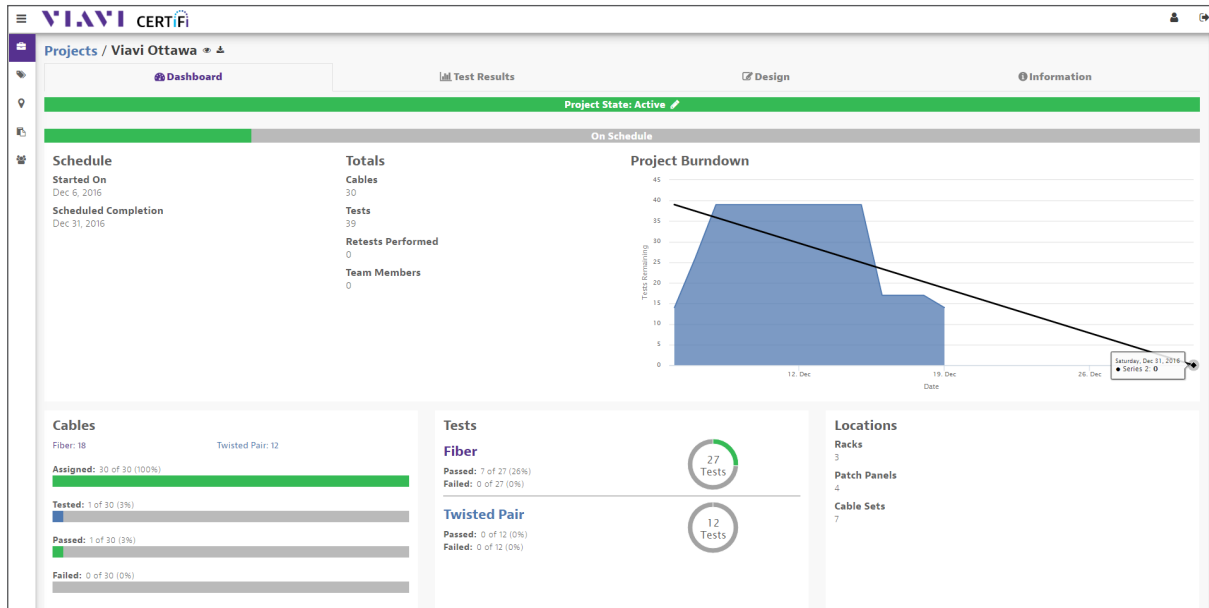 VIAVI CERTiFi
Projects / Viavi Ottawa
Dashboard
Test Results
Design
Information
Project State: Active
On Schedule
Schedule
Started On
Dec 6, 2016
Scheduled Completion
Dec 31, 2016
Totals
Cables
30
Tests
39
Retests Performed
0
Team Members
0
Project Burndown
45
40
35
30
25
20
15
10
5
0
Tests Remaining
12. Dec
19. Dec
26. Dec
Date
Saturday, Dec 31, 2016
Series 2: 0
Cables
Fiber: 18
Twisted Pair: 12
Assigned: 30 of 30 (100%)
Tested: 1 of 30 (3%)
Passed: 1 of 30 (3%)
Failed: 0 of 30 (0%)
Tests
Fiber
Passed: 7 of 27 (26%)
Failed: 0 of 27 (0%)
27
Tests
Twisted Pair
Passed: 0 of 12 (0%)
Failed: 0 of 12 (0%)
12
Tests
Locations
Racks
3
Patch Panels
4
Cable Sets
7